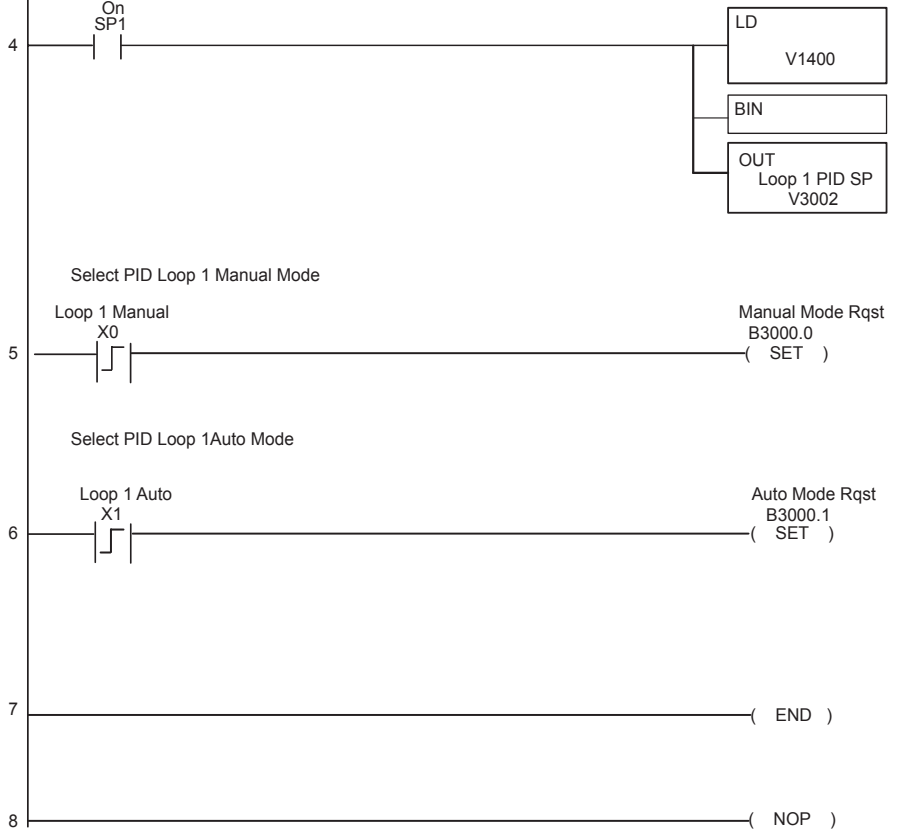 On
SP1
4
LD
V1400
BIN
OUT
Loop 1 PID SP
V3002
Select PID Loop 1 Manual Mode
Loop 1 Manual
X0
Manual Mode Rqst
B3000.0
5
( SET )
Select PID Loop 1Auto Mode
Loop 1 Auto
X1
Auto Mode Rqst
B3000.1
6
( SET )
7
( END )
8
( NOP )